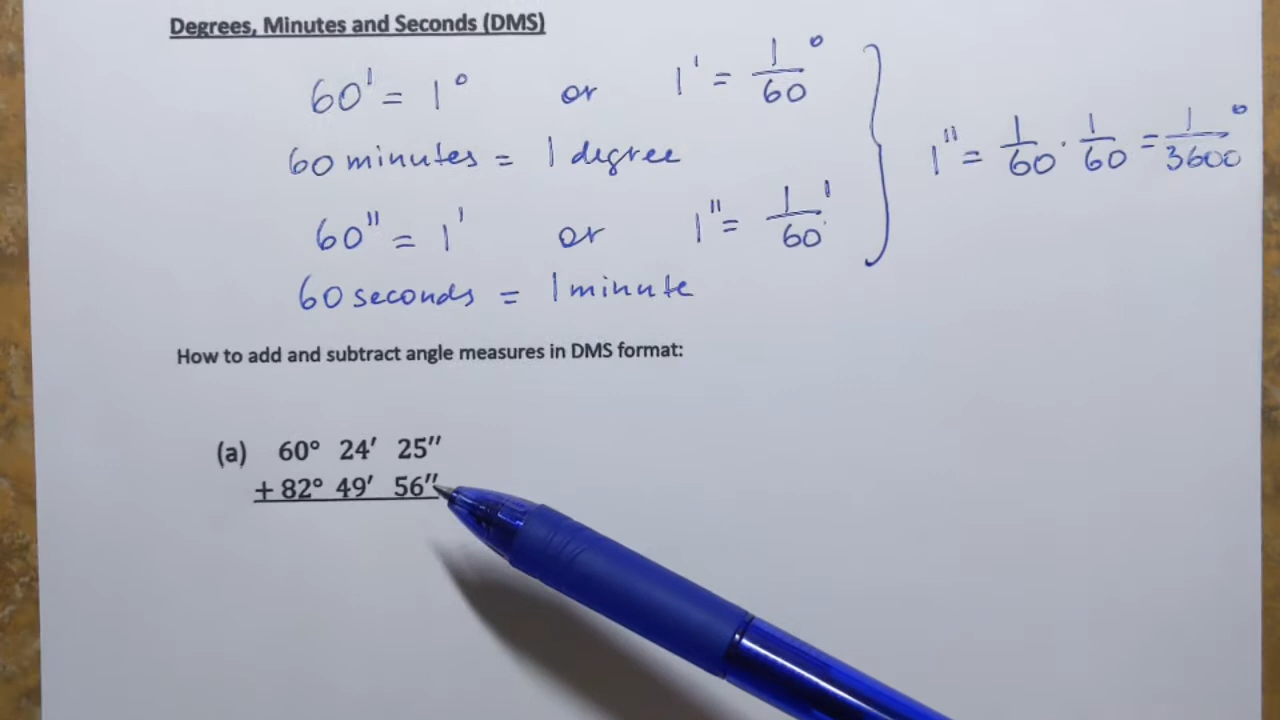 Degrees, Minutes and Seconds (DMS)
60' = 1° or 1' = 1/60°
60 minutes = 1 degree
1'' = 1/60 · 1/60 = 1/3600°
60'' = 1' or 1'' = 1/60'
60 seconds = 1 minute
How to add and subtract angle measures in DMS format:
(a) 60° 24′ 25″
+ 82° 49′ 56″